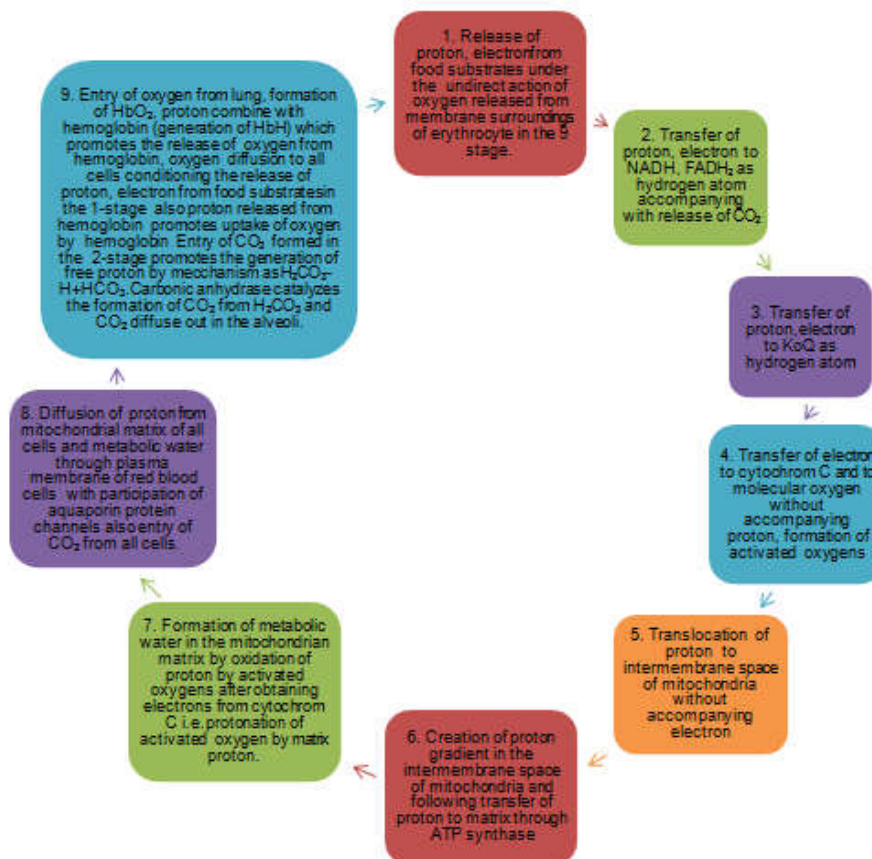 1. Release of
proton, electronfrom
food substrates under
the undirect action of
oxygen released from
membrane surroundings
of erythrocyte in the 9
stage.
2. Transfer of
proton, electron to
NADH, FADH₂ as
hydrogen atom
accompanying
with release of CO₂
3. Transfer of
proton,electron
to KoQ as
hydrogen atom
4. Transfer of electron
to cytochrom C and to
molecular oxygen
without
accompanying
proton, formation of
activated oxygens
5. Translocation of
proton to
intermembrane space
of mitochondria
without
accompanying
electron
6. Creation of proton
gradient in the
intermembrane space
of mitochondria and
following transfer of
proton to matrix through
ATP synthase
7. Formation of metabolic
water in the mitochondrian
matrix by oxidation of
proton by activated
oxygens after obtaining
electrons from cytochrom
C i.e. protonation of
activated oxygen by matrix
proton.
8. Diffusion of proton from
mitochondrial matrix of all
cells and metabolic water
through plasma
membrane of red blood
cells with participation of
aquaporin protein
channels also entry of
CO₂ from all cells.
9. Entry of oxygen from lung, formation
of HbO₂, proton combine with
hemoglobin (generation of HbH) which
promotes the release of oxygen from
hemoglobin, oxygen diffusion to all
cells conditioning the release of
proton, electron from food substratesin
the 1-stage also proton released from
hemoglobin promotes uptake of oxygen
by hemoglobin. Entry of CO₂ formed in
the 2-stage promotes the generation of
free proton by mecchanism asH₂CO₃-
H+HCO₃.Carbonic anhydrase catalyzes
the formation of CO₂ from H₂CO₃ and
CO₂ diffuse out in the alveoli.